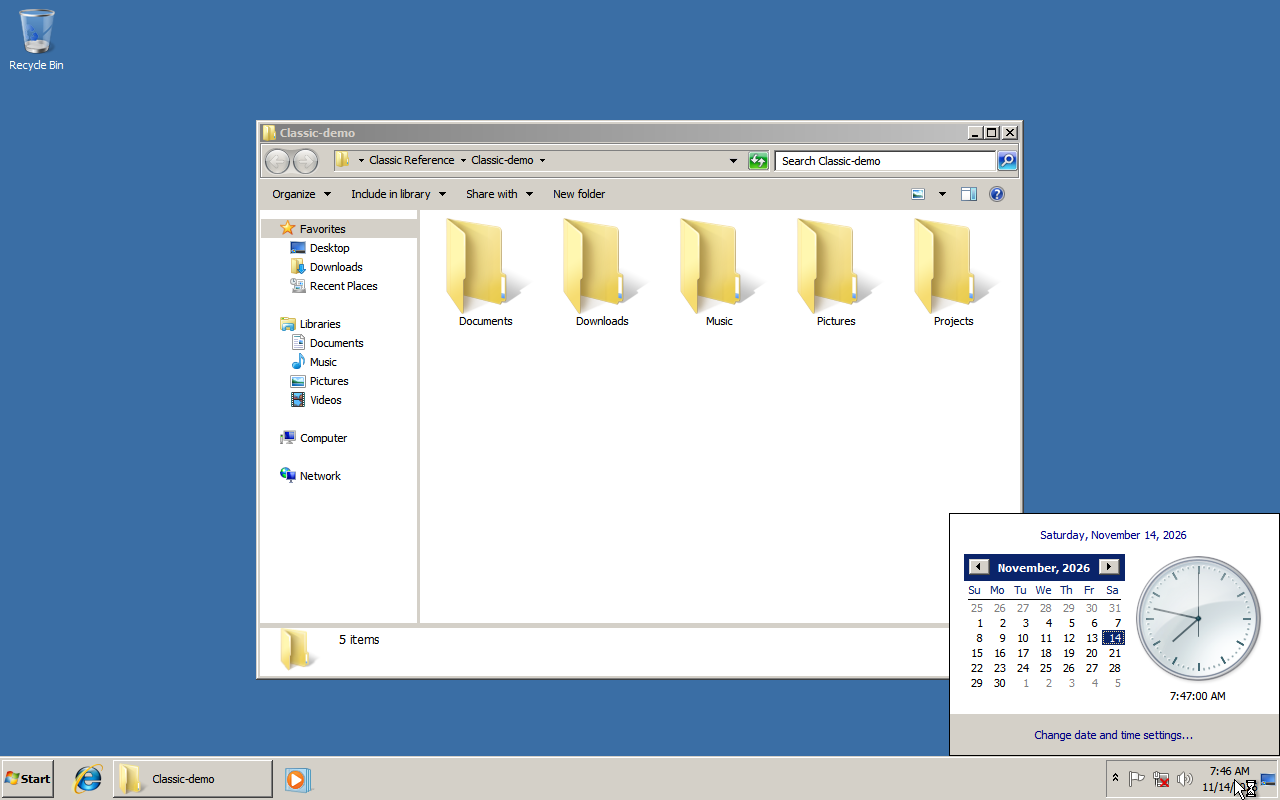 Recycle Bin
Classic-demo
Classic Reference Classic-demo
Search Classic-demo
Organize Include in library Share with New folder
Favorites
Desktop
Downloads
Recent Places
Libraries
Documents
Music
Pictures
Videos
Computer
Network
Documents Downloads Music Pictures Projects
5 items
Saturday, November 14, 2026
November, 2026
Su Mo Tu We Th Fr Sa
25 26 27 28 29 30 31
1 2 3 4 5 6 7
8 9 10 11 12 13 14
15 16 17 18 19 20 21
22 23 24 25 26 27 28
29 30 1 2 3 4 5
7:47:00 AM
Change date and time settings...
Start
Classic-demo
7:46 AM
11/14/